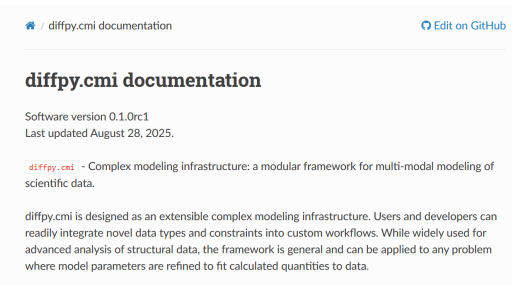 / diffpy.cmi documentation
Edit on GitHub
diffpy.cmi documentation
Software version 0.1.0rc1
Last updated August 28, 2025.
diffpy.cmi - Complex modeling infrastructure: a modular framework for multi-modal modeling of
scientific data.
diffpy.cmi is designed as an extensible complex modeling infrastructure. Users and developers can
readily integrate novel data types and constraints into custom workflows. While widely used for
advanced analysis of structural data, the framework is general and can be applied to any problem
where model parameters are refined to fit calculated quantities to data.